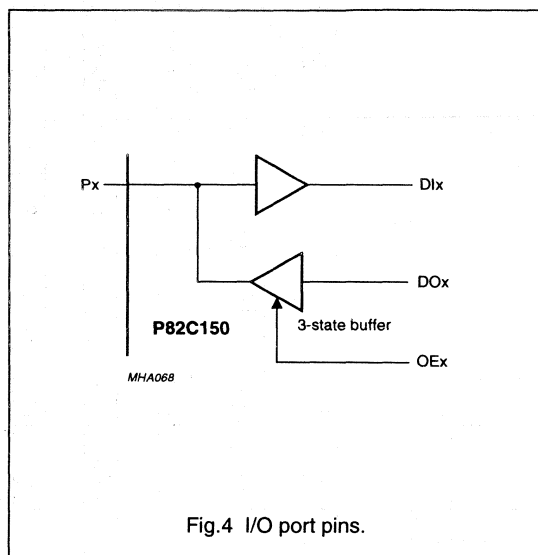 Px
DIx
DOx
P82C150
3-state buffer
OEx
MHA068
Fig.4 I/O port pins.